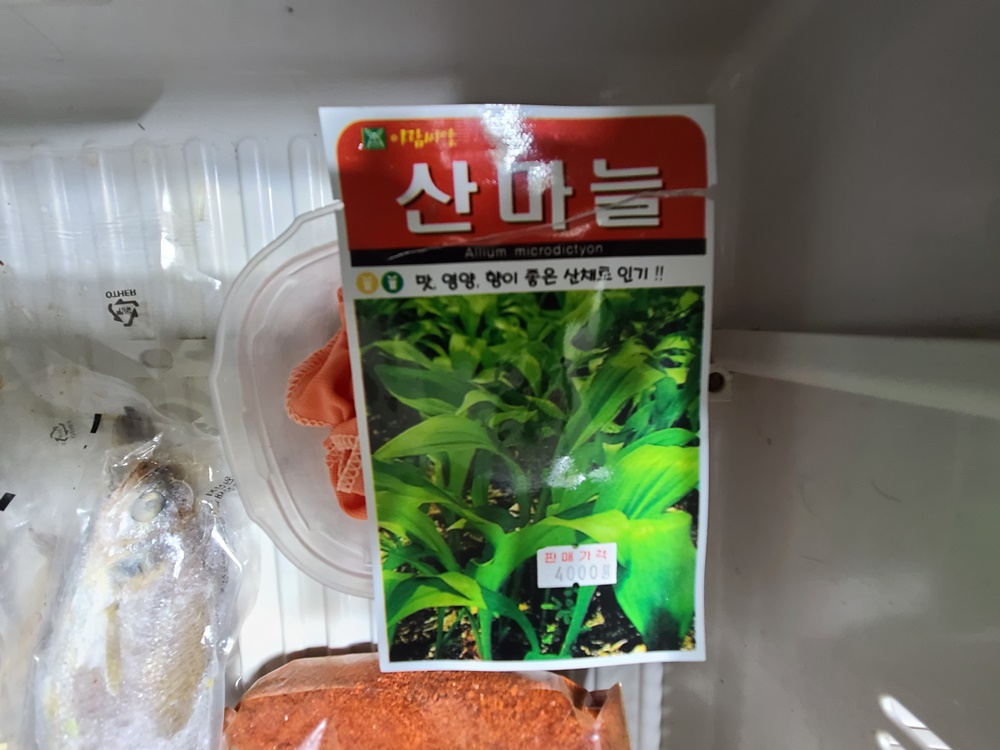 아람씨앗
산마늘
Allium microdictyon
맛, 영양, 향이 좋은 산채로 인기 !!
판매가격
4000원
OTHER